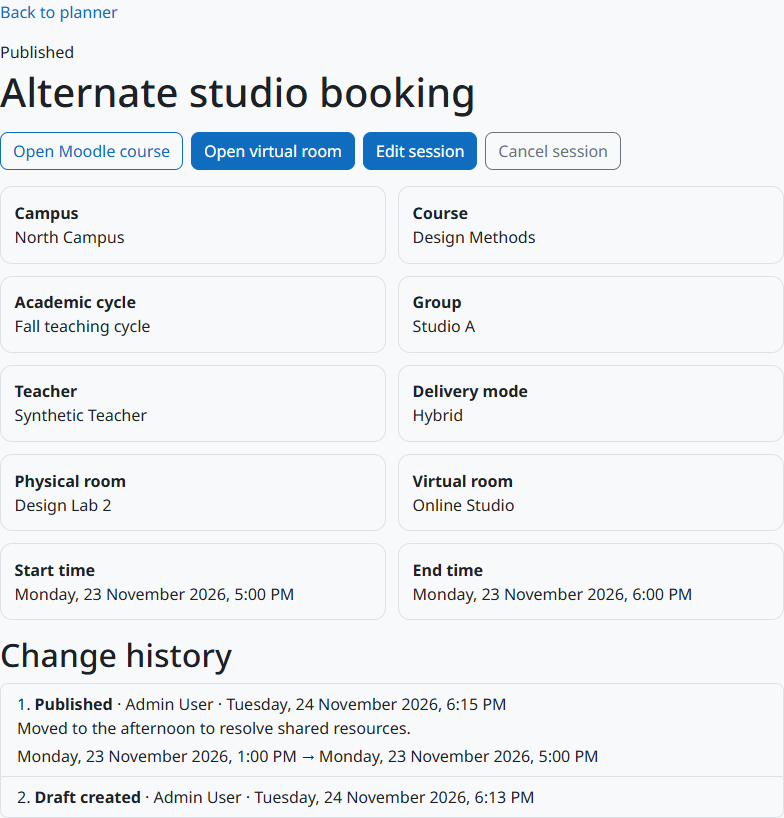 Back to planner
Published
Alternate studio booking
Open Moodle course
Open virtual room
Edit session
Cancel session
Campus
North Campus
Course
Design Methods
Academic cycle
Fall teaching cycle
Group
Studio A
Teacher
Synthetic Teacher
Delivery mode
Hybrid
Physical room
Design Lab 2
Virtual room
Online Studio
Start time
Monday, 23 November 2026, 5:00 PM
End time
Monday, 23 November 2026, 6:00 PM
Change history
1. Published · Admin User · Tuesday, 24 November 2026, 6:15 PM
Moved to the afternoon to resolve shared resources.
Monday, 23 November 2026, 1:00 PM → Monday, 23 November 2026, 5:00 PM
2. Draft created · Admin User · Tuesday, 24 November 2026, 6:13 PM